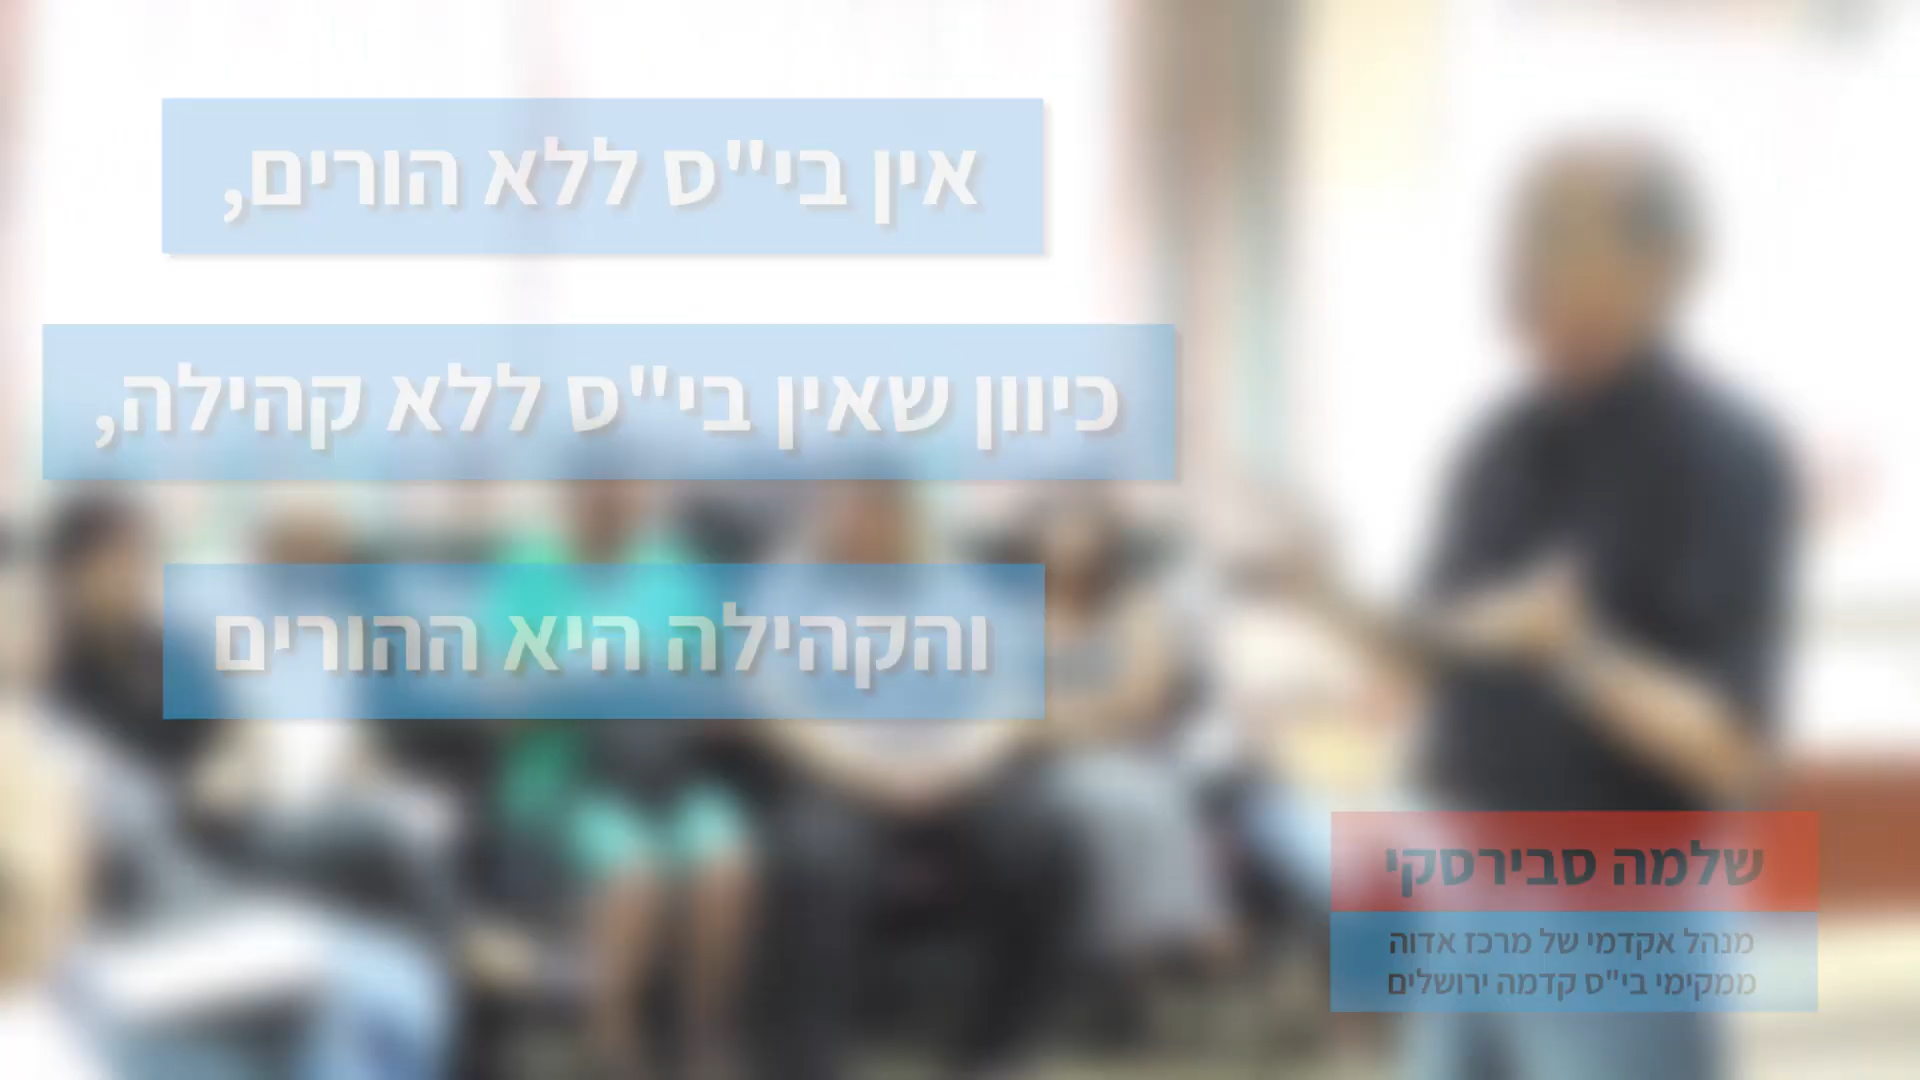 אין בי"ס ללא הורים,
כיוון שאין בי"ס ללא קהילה,
והקהילה היא ההורים
שלמה סבירסקי
מנהל אקדמי של מרכז אדוה
ממקימי בי"ס קדמה ירושלים